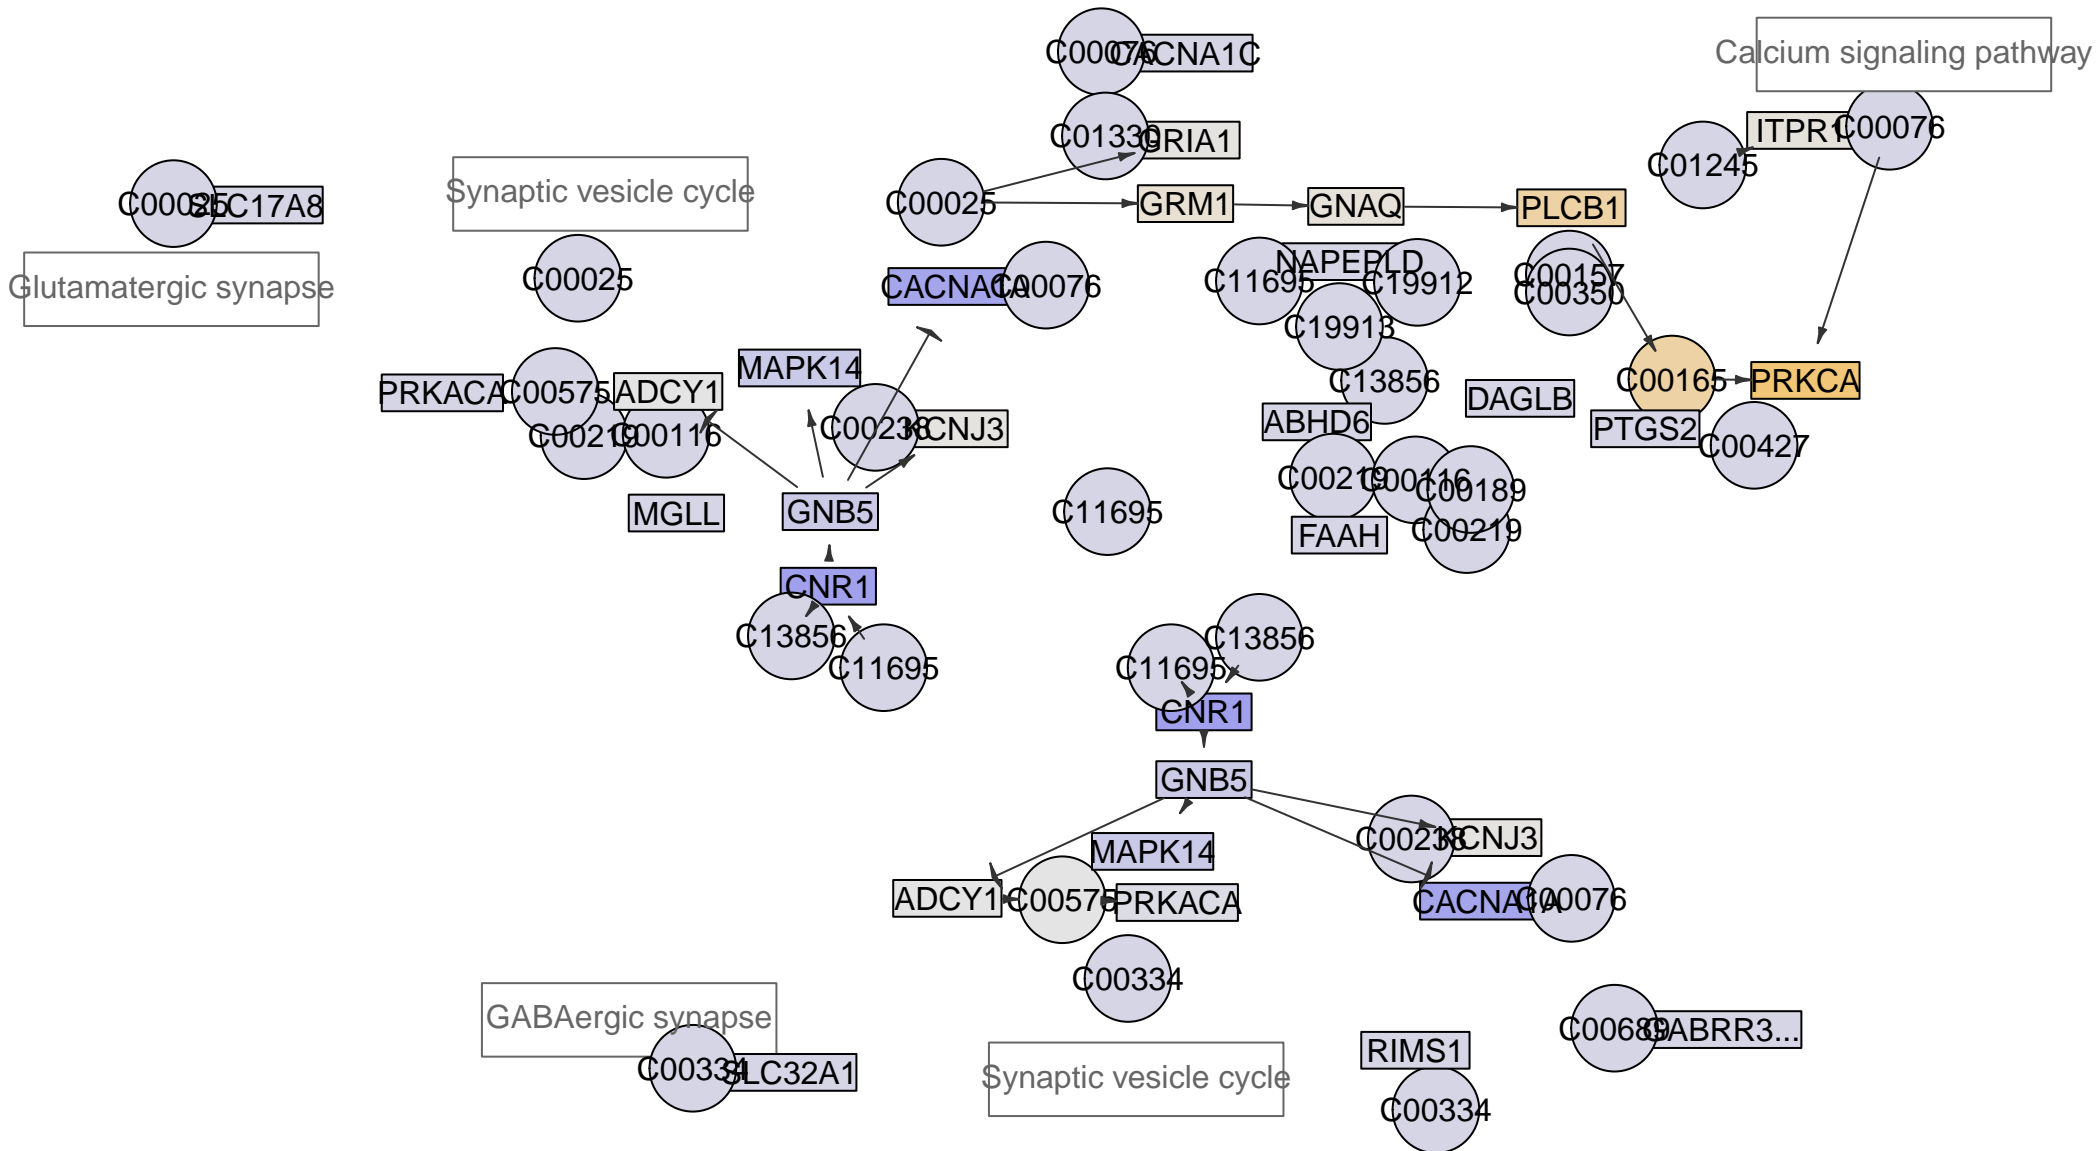 C00076
CACNA1C
Calcium signaling pathway
C01330
GRIA1
ITPR1
C00076
C01245
C00025
SLC17A8
Synaptic vesicle cycle
C00025
GRM1
GNAQ
PLCB1
Glutamatergic synapse
C00025
CACNA1A
C00076
C11695
NAPEPLD
C19912
C00157
C00350
C19913
MAPK14
C13856
C00165
PRKCA
PRKACA
C00575
ADCY1
DAGLB
C00219
C00116
C00238
KCNJ3
ABHD6
PTGS2
C00427
C00219
C00116
C00189
MGLL
GNB5
C11695
FAAH
C00219
CNR1
C13856
C11695
C13856
C11695
CNR1
GNB5
MAPK14
C00238
KCNJ3
ADCY1
C00575
PRKACA
CACNA1A
C00076
C00334
GABAergic synapse
C00334
SLC32A1
Synaptic vesicle cycle
RIMS1
C00334
C00689
GABRR3...